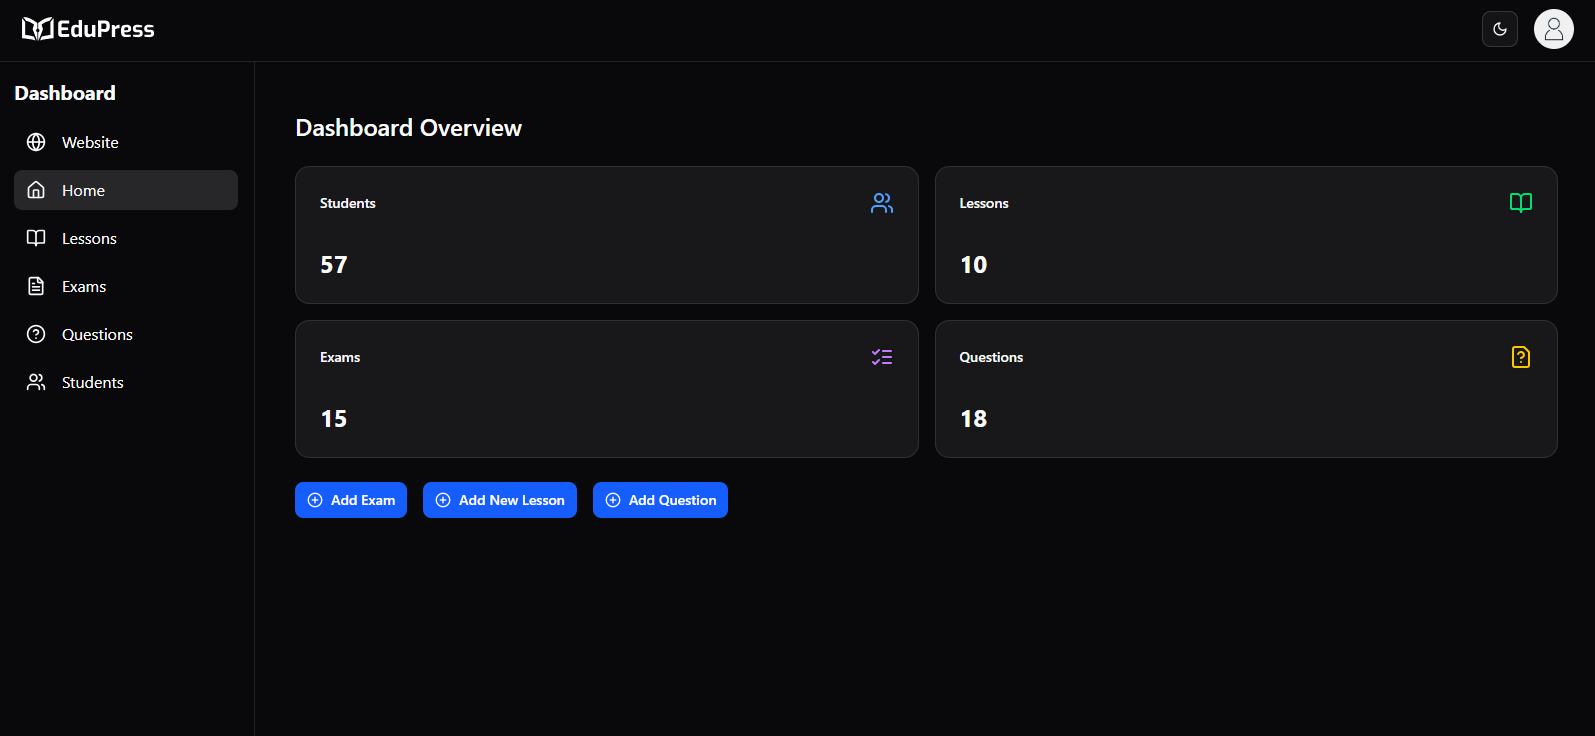 EduPress
Dashboard
Website
Home
Lessons
Exams
Questions
Students
Dashboard Overview
Students
57
Lessons
10
Exams
15
Questions
18
Add Exam
Add New Lesson
Add Question